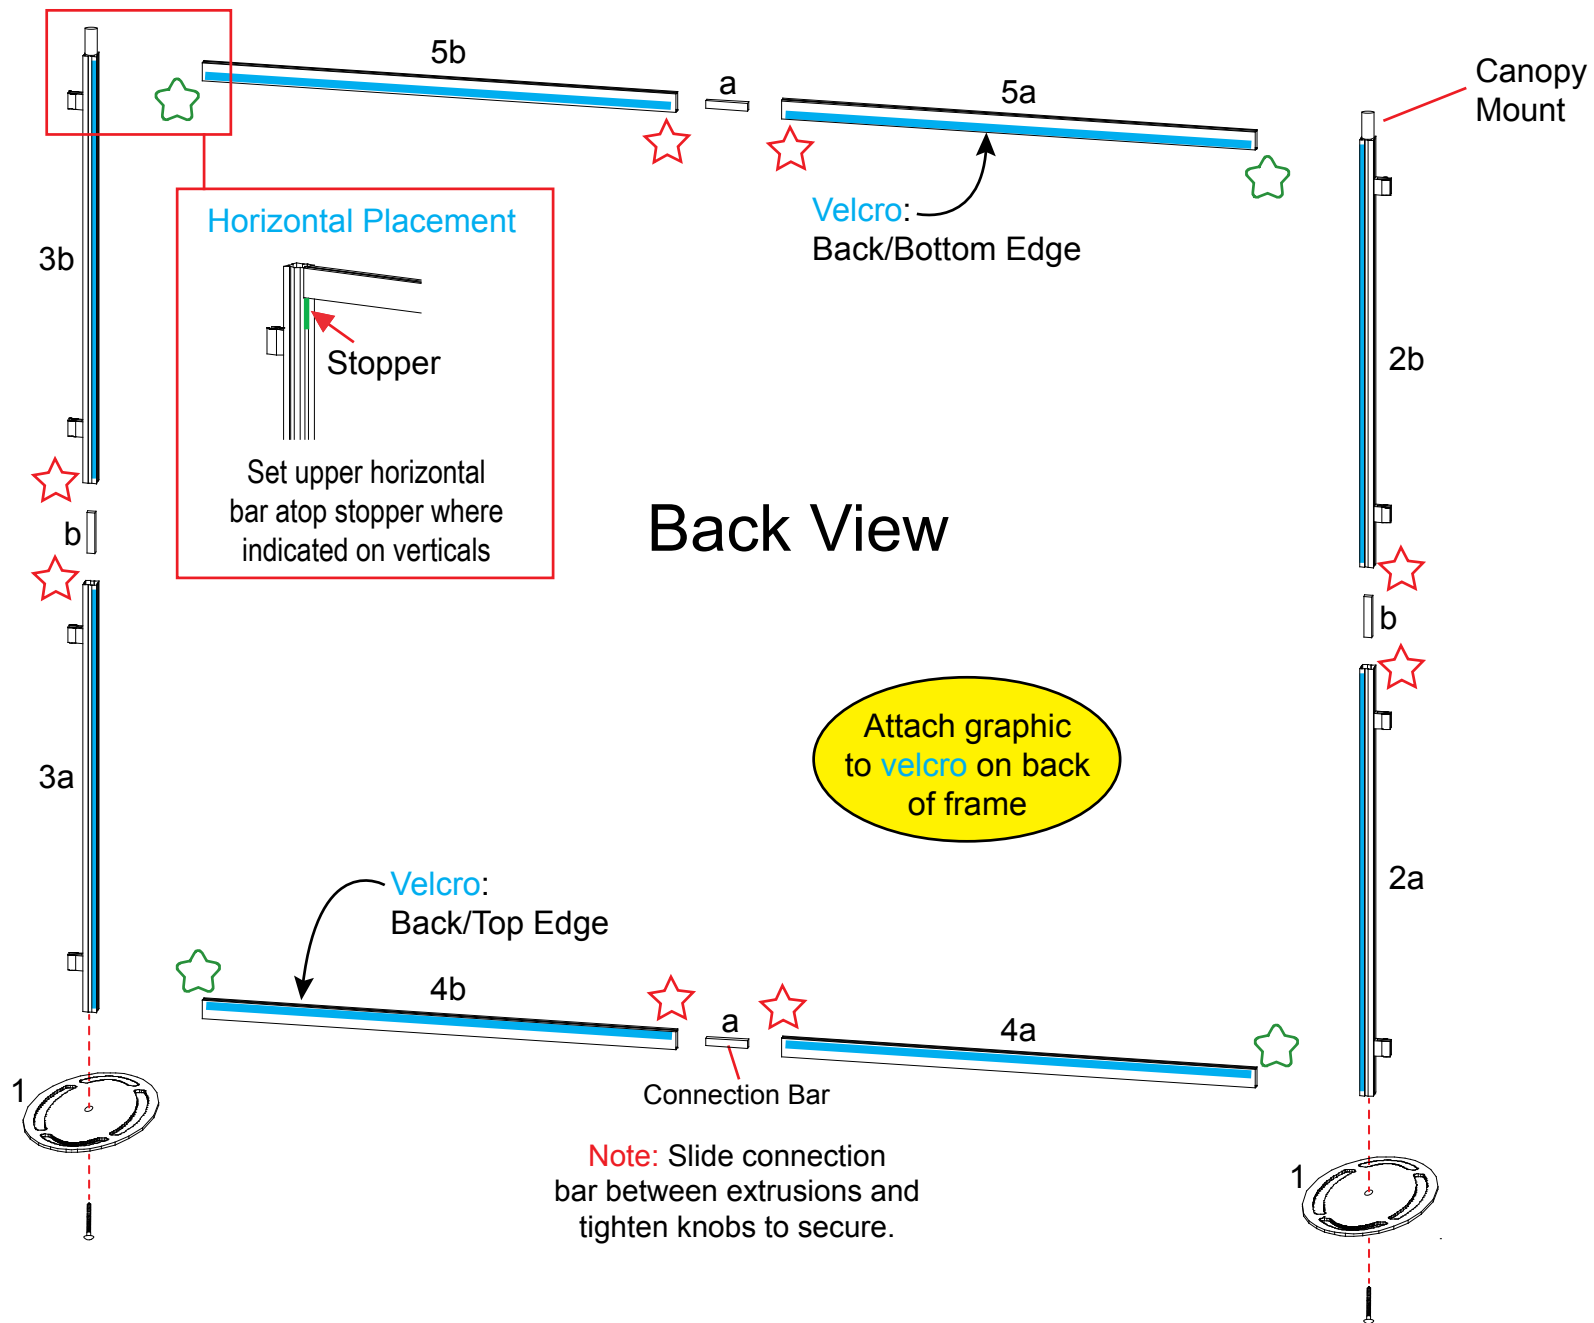 5b
a
5a
Canopy
Mount
Horizontal Placement
Velcro:
Back/Bottom Edge
3b
Stopper
2b
Set upper horizontal
bar atop stopper where
indicated on verticals
Back View
b
b
Attach graphic
to velcro on back
of frame
3a
Velcro:
Back/Top Edge
2a
4b
a
4a
Connection Bar
1
Note: Slide connection
bar between extrusions and
tighten knobs to secure.
1